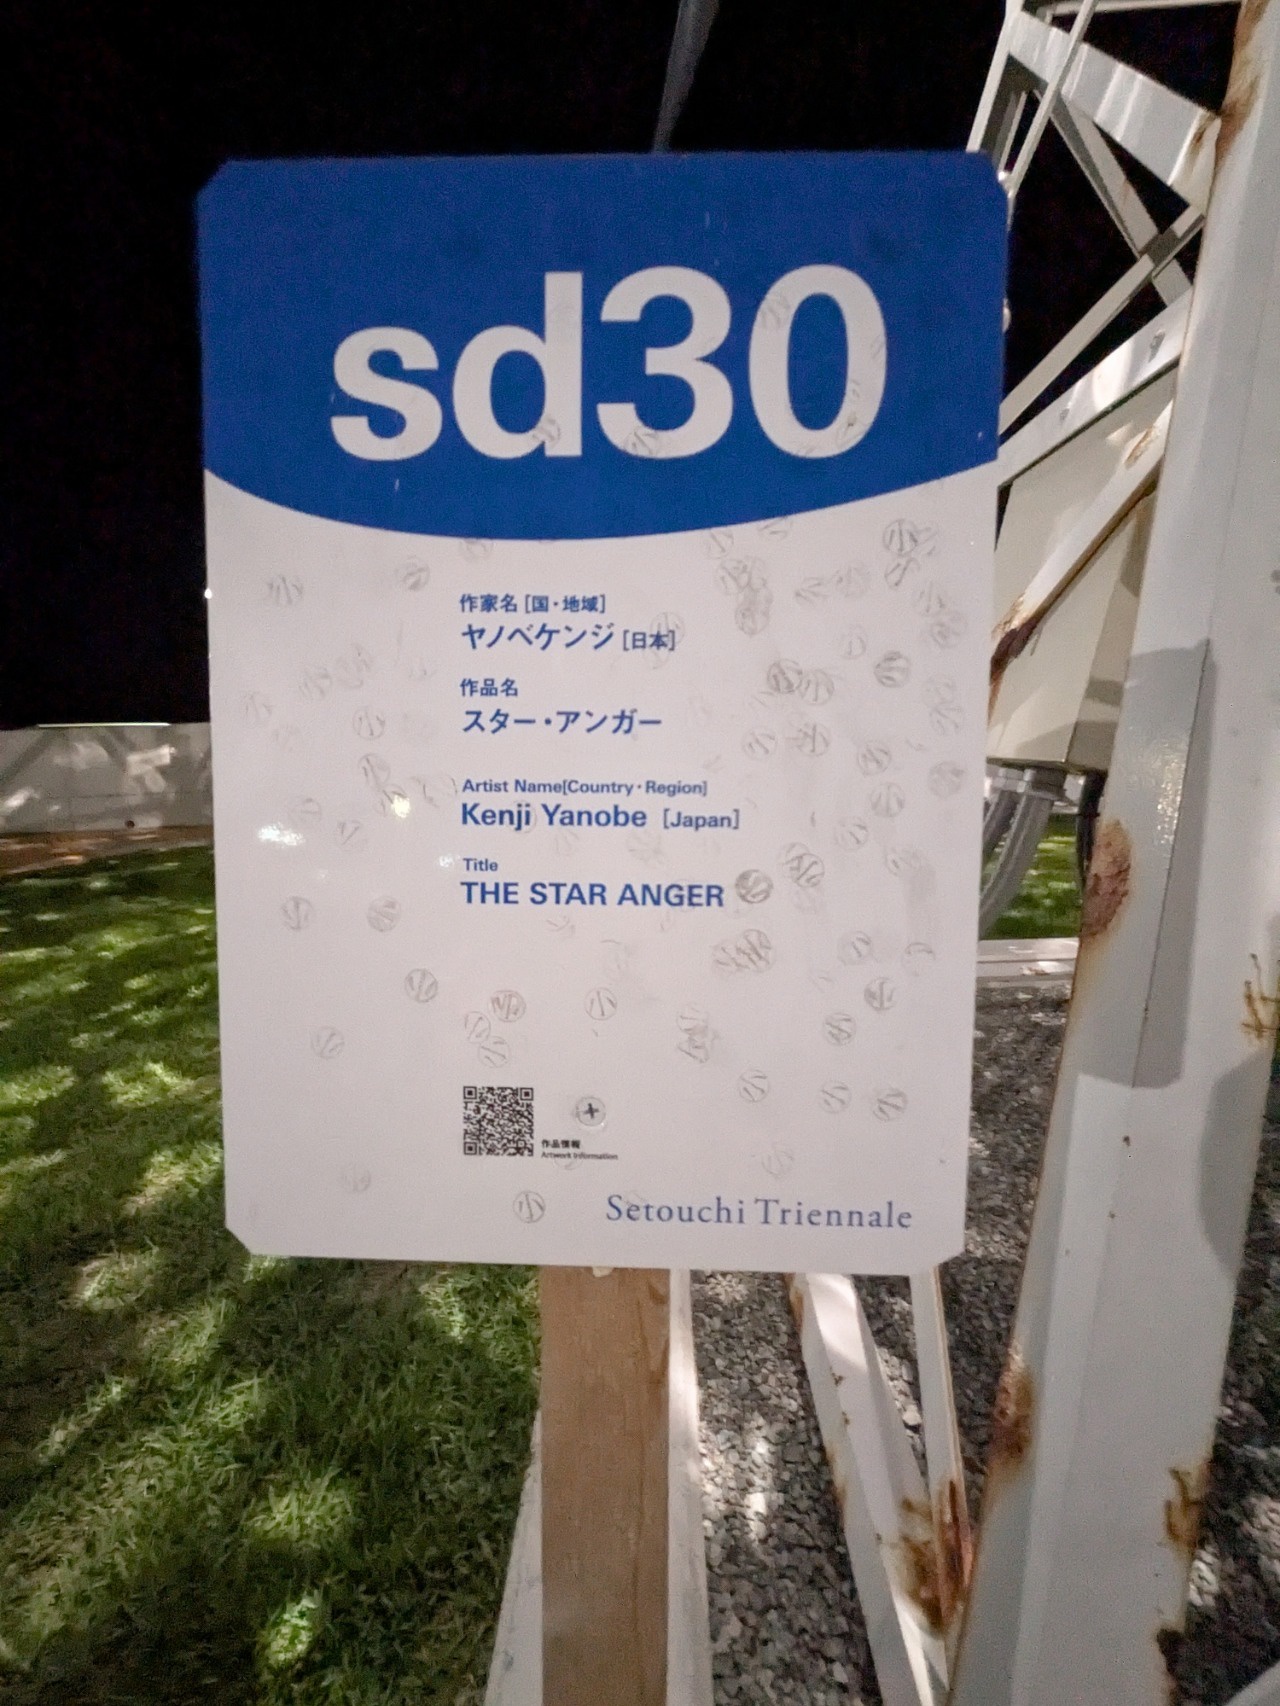 sd30
作家名 [国・地域]
ヤノベケンジ [日本]
作品名
スター・アンガー
Artist Name[Country・Region]
Kenji Yanobe [Japan]
Title
THE STAR ANGER
作品情報
Artwork Information
Setouchi Triennale